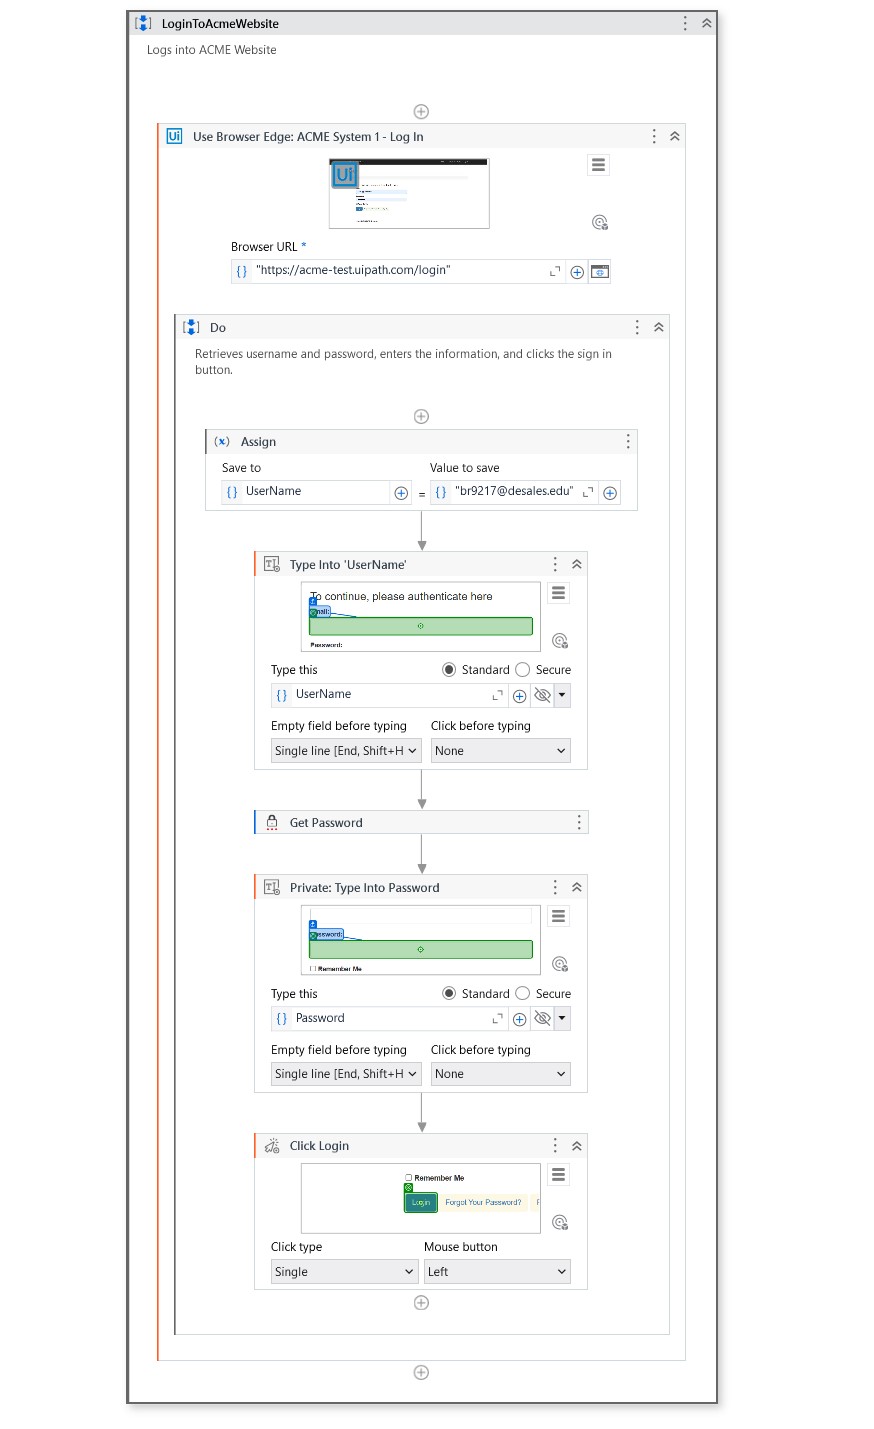 LoginToAcmeWebsite
Logs into ACME Website
Ui Use Browser Edge: ACME System 1 - Log In
Ui
Browser URL *
{ } "https://acme-test.uipath.com/login"
Do
Retrieves username and password, enters the information, and clicks the sign in
button.
(x) Assign
Save to Value to save
{ } UserName = { } "br9217@desales.edu"
Type Into 'UserName'
To continue, please authenticate here
Password:
Type this Standard Secure
{ } UserName
Empty field before typing Click before typing
Single line [End, Shift+H None
Get Password
Private: Type Into Password
Remember Me
Type this Standard Secure
{ } Password
Empty field before typing Click before typing
Single line [End, Shift+H None
Click Login
Remember Me
Login Forgot Your Password?
Click type Mouse button
Single Left